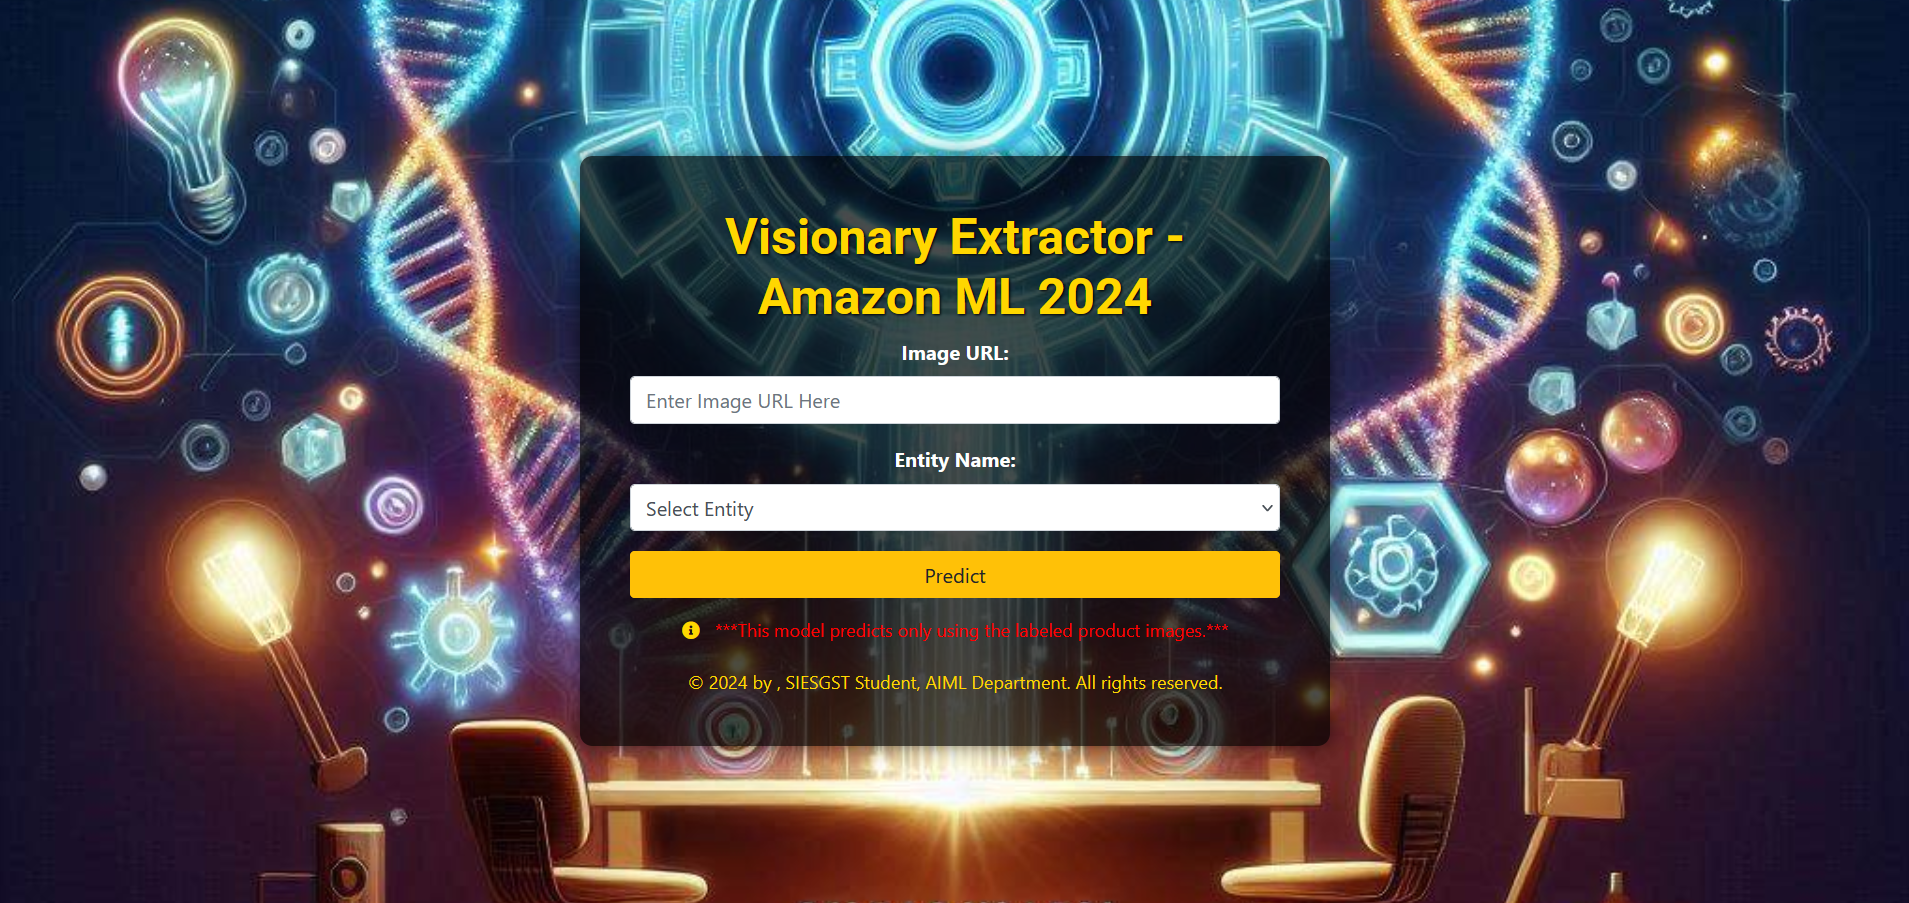 Visionary Extractor -
Amazon ML 2024
Image URL:
Enter Image URL Here
Entity Name:
Select Entity
Predict
***This model predicts only using the labeled product images.***
© 2024 by , SIESGST Student, AIML Department. All rights reserved.